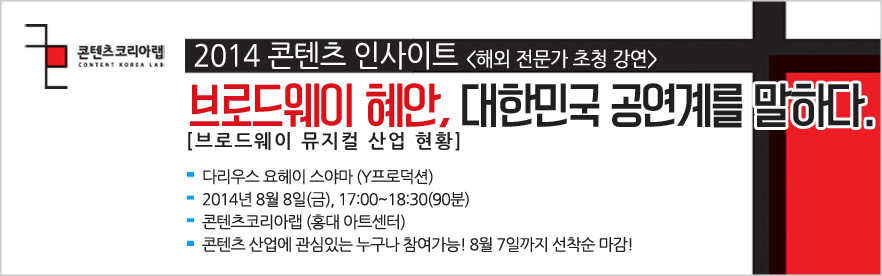 콘텐츠코리아랩
CONTENT KOREA LAB
2014 콘텐츠 인사이트 <해외 전문가 초청 강연>
브로드웨이 혜안, 대한민국 공연계를 말하다.
[브로드웨이 뮤지컬 산업 현황]
다리우스 요헤이 스야마 (Y프로덕션)
2014년 8월 8일(금), 17:00~18:30(90분)
콘텐츠코리아랩 (홍대 아트센터)
콘텐츠 산업에 관심있는 누구나 참여가능! 8월 7일까지 선착순 마감!